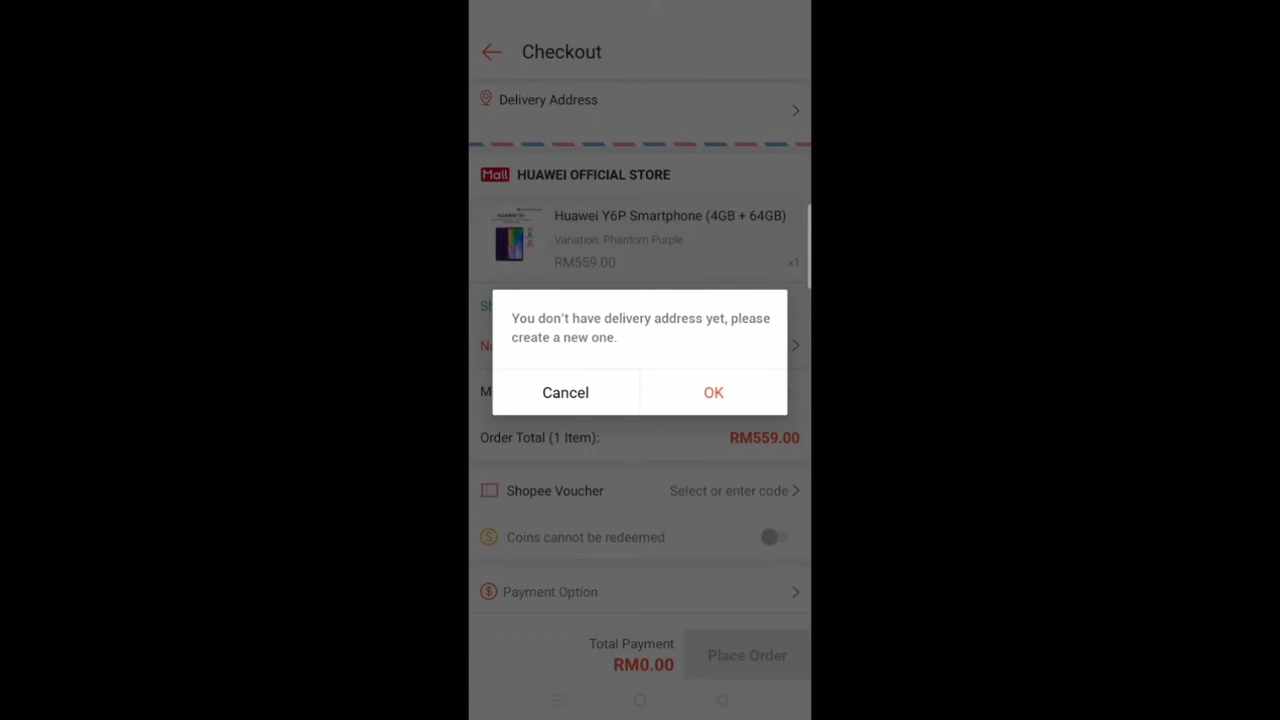 Checkout
Delivery Address
Mall HUAWEI OFFICIAL STORE
Huawei Y6P Smartphone (4GB + 64GB)
Variation: Phantom Purple
RM559.00 x1
You don't have delivery address yet, please
create a new one.
Cancel OK
Order Total (1 Item): RM559.00
Shopee Voucher Select or enter code
Coins cannot be redeemed
Payment Option
Total Payment
RM0.00
Place Order